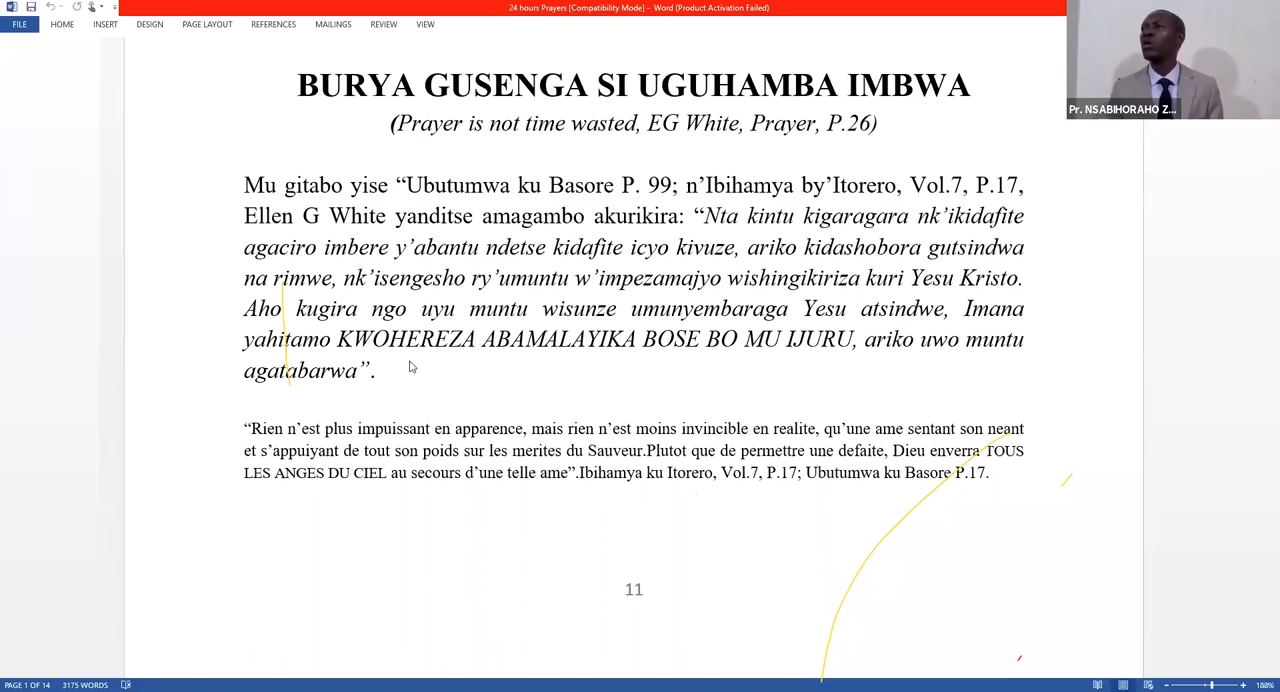 24 hours Prayers [Compatibility Mode] - Word (Product Activation Failed)
FILE HOME INSERT DESIGN PAGE LAYOUT REFERENCES MAILINGS REVIEW VIEW
Pr. NSABIHORAHO Z...
BURYA GUSENGA SI UGUHAMBA IMBWA
(Prayer is not time wasted, EG White, Prayer, P.26)
Mu gitabo yise “Ubutumwa ku Basore P. 99; n’Ibihamya by’Itorero, Vol.7, P.17,
Ellen G White yanditse amagambo akurikira: “Nta kintu kigaragara nk’ikidafite
agaciro imbere y’abantu ndetse kidafite icyo kivuze, ariko kidashobora gutsindwa
na rimwe, nk’isengesho ry’umuntu w’impezamajyo wishingikiriza kuri Yesu Kristo.
Aho kugira ngo uyu muntu wisunze umunyembaraga Yesu atsindwe, Imana
yahitamo KWOHEREZA ABAMALAYIKA BOSE BO MU IJURU, ariko uwo muntu
agatabarwa”.
“Rien n’est plus impuissant en apparence, mais rien n’est moins invincible en realite, qu’une ame sentant son neant
et s’appuiyant de tout son poids sur les merites du Sauveur.Plutot que de permettre une defaite, Dieu enverra TOUS
LES ANGES DU CIEL au secours d’une telle ame”.Ibihamya ku Itorero, Vol.7, P.17; Ubutumwa ku Basore P.17.
11
PAGE 1 OF 14 3175 WORDS
188%